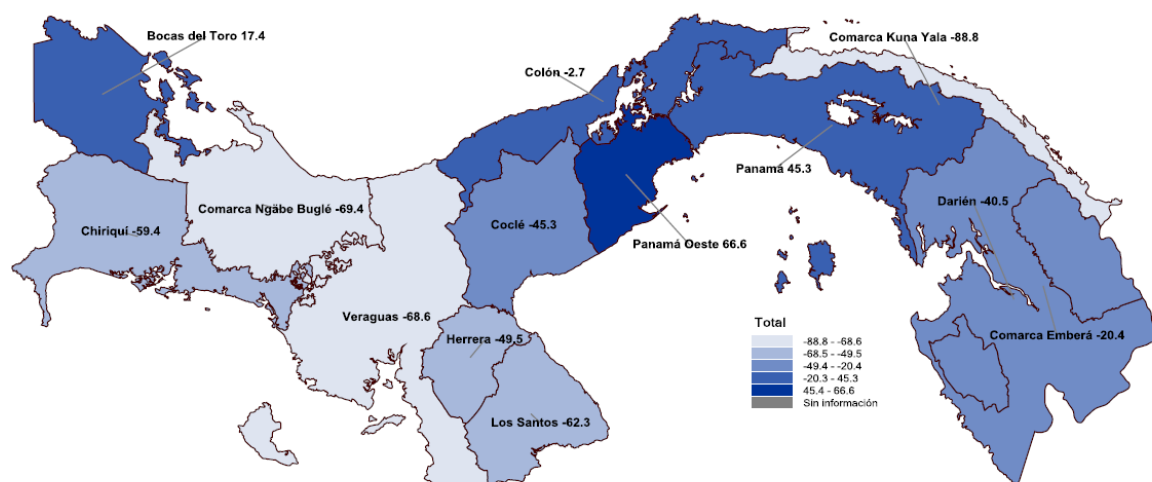 Bocas del Toro 17.4
Comarca Kuna Yala -88.8
Colón -2.7
Panamá 45.3
Comarca Ngäbe Buglé -69.4
Darién -40.5
Coclé -45.3
Chiriquí -59.4
Panamá Oeste 66.6
Veraguas -68.6
Herrera -49.5
Comarca Emberá -20.4
Los Santos -62.3
Total
-88.8 - -68.6
-68.5 - -49.5
-49.4 - -20.4
-20.3 - 45.3
45.4 - 66.6
Sin información